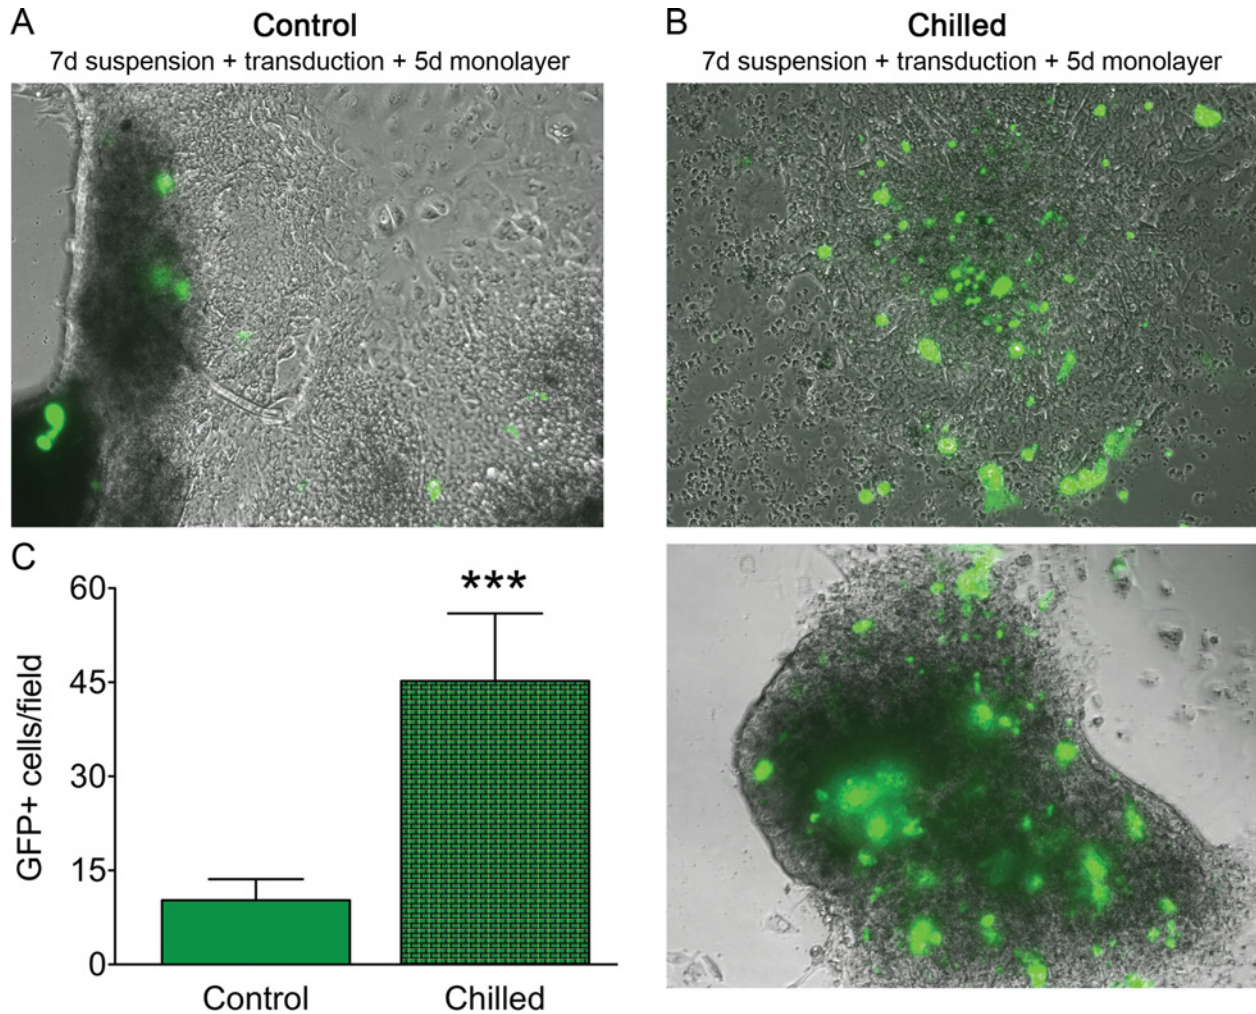 A
Control
7d suspension + transduction + 5d monolayer
B
Chilled
7d suspension + transduction + 5d monolayer
C
***
GFP+ cells/field
60
45
30
15
0
Control
Chilled